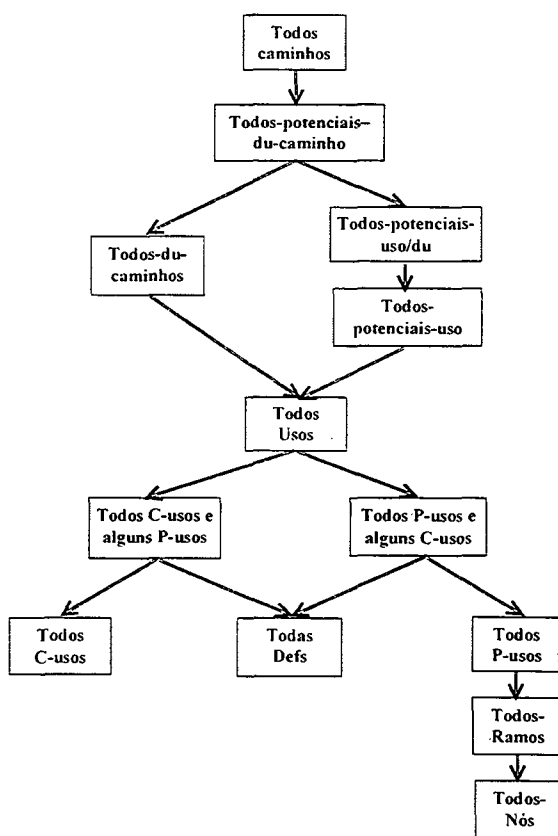 Todos
caminhos
Todos-potenciais-
du-caminho
Todos-du-
caminhos
Todos-potenciais-
uso/du
Todos-
potenciais-uso
Todos
Usos
Todos C-usos e
alguns P-usos
Todos P-usos e
alguns C-usos
Todos
C-usos
Todas
Defs
Todos
P-usos
Todos-
Ramos
Todos-
Nós